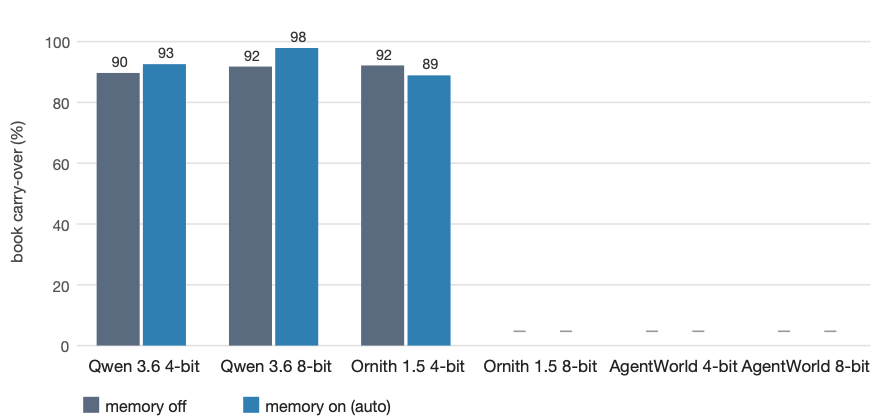 100
80
60
40
20
0
book carry-over (%)
90 93 92 98 92 89
– – – – – –
Qwen 3.6 4-bit Qwen 3.6 8-bit Ornith 1.5 4-bit Ornith 1.5 8-bit AgentWorld 4-bit AgentWorld 8-bit
memory off memory on (auto)